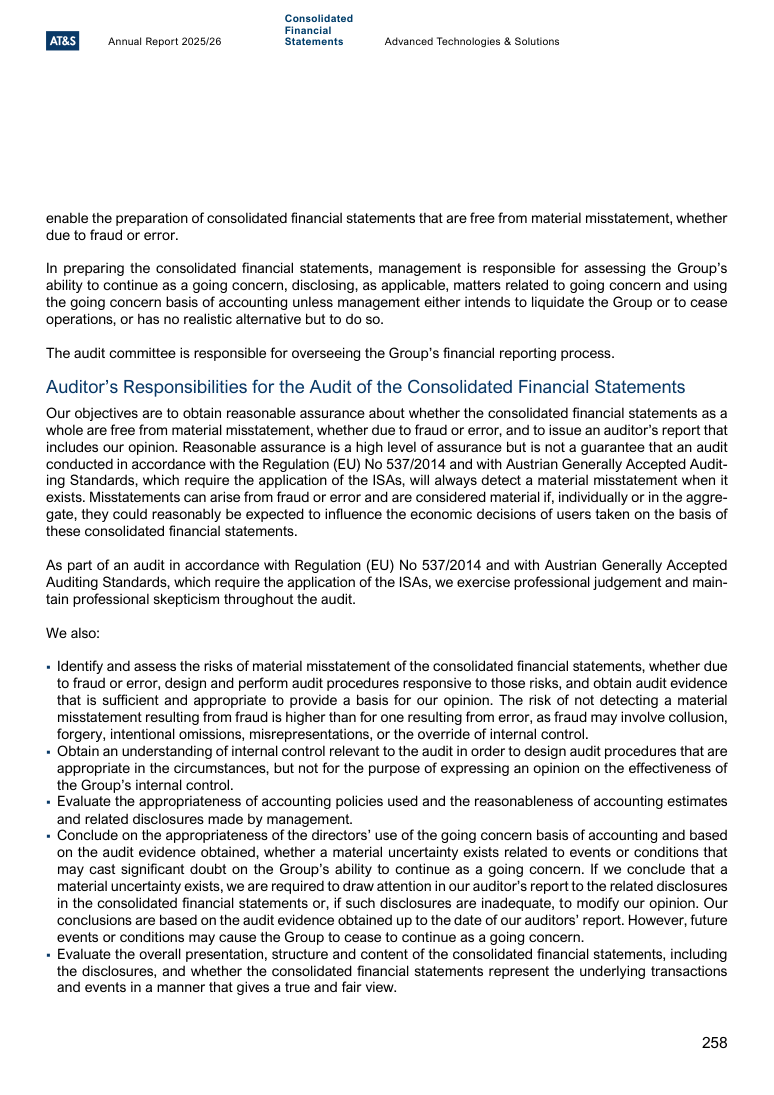 AT&S
Annual Report 2025/26
Consolidated
Financial
Statements
Advanced Technologies & Solutions
enable the preparation of consolidated financial statements that are free from material misstatement, whether
due to fraud or error.
In preparing the consolidated financial statements, management is responsible for assessing the Group's
ability to continue as a going concern, disclosing, as applicable, matters related to going concern and using
the going concern basis of accounting unless management either intends to liquidate the Group or to cease
operations, or has no realistic alternative but to do so.
The audit committee is responsible for overseeing the Group's financial reporting process.
Auditor's Responsibilities for the Audit of the Consolidated Financial Statements
Our objectives are to obtain reasonable assurance about whether the consolidated financial statements as a
whole are free from material misstatement, whether due to fraud or error, and to issue an auditor's report that
includes our opinion. Reasonable assurance is a high level of assurance but is not a guarantee that an audit
conducted in accordance with the Regulation (EU) No 537/2014 and with Austrian Generally Accepted Audit-
ing Standards, which require the application of the ISAs, will always detect a material misstatement when it
exists. Misstatements can arise from fraud or error and are considered material if, individually or in the aggre-
gate, they could reasonably be expected to influence the economic decisions of users taken on the basis of
these consolidated financial statements.
As part of an audit in accordance with Regulation (EU) No 537/2014 and with Austrian Generally Accepted
Auditing Standards, which require the application of the ISAs, we exercise professional judgement and main-
tain professional skepticism throughout the audit.
We also:
▪ Identify and assess the risks of material misstatement of the consolidated financial statements, whether due
to fraud or error, design and perform audit procedures responsive to those risks, and obtain audit evidence
that is sufficient and appropriate to provide a basis for our opinion. The risk of not detecting a material
misstatement resulting from fraud is higher than for one resulting from error, as fraud may involve collusion,
forgery, intentional omissions, misrepresentations, or the override of internal control.
▪ Obtain an understanding of internal control relevant to the audit in order to design audit procedures that are
appropriate in the circumstances, but not for the purpose of expressing an opinion on the effectiveness of
the Group's internal control.
▪ Evaluate the appropriateness of accounting policies used and the reasonableness of accounting estimates
and related disclosures made by management.
▪ Conclude on the appropriateness of the directors' use of the going concern basis of accounting and based
on the audit evidence obtained, whether a material uncertainty exists related to events or conditions that
may cast significant doubt on the Group's ability to continue as a going concern. If we conclude that a
material uncertainty exists, we are required to draw attention in our auditor's report to the related disclosures
in the consolidated financial statements or, if such disclosures are inadequate, to modify our opinion. Our
conclusions are based on the audit evidence obtained up to the date of our auditors' report. However, future
events or conditions may cause the Group to cease to continue as a going concern.
▪ Evaluate the overall presentation, structure and content of the consolidated financial statements, including
the disclosures, and whether the consolidated financial statements represent the underlying transactions
and events in a manner that gives a true and fair view.
258